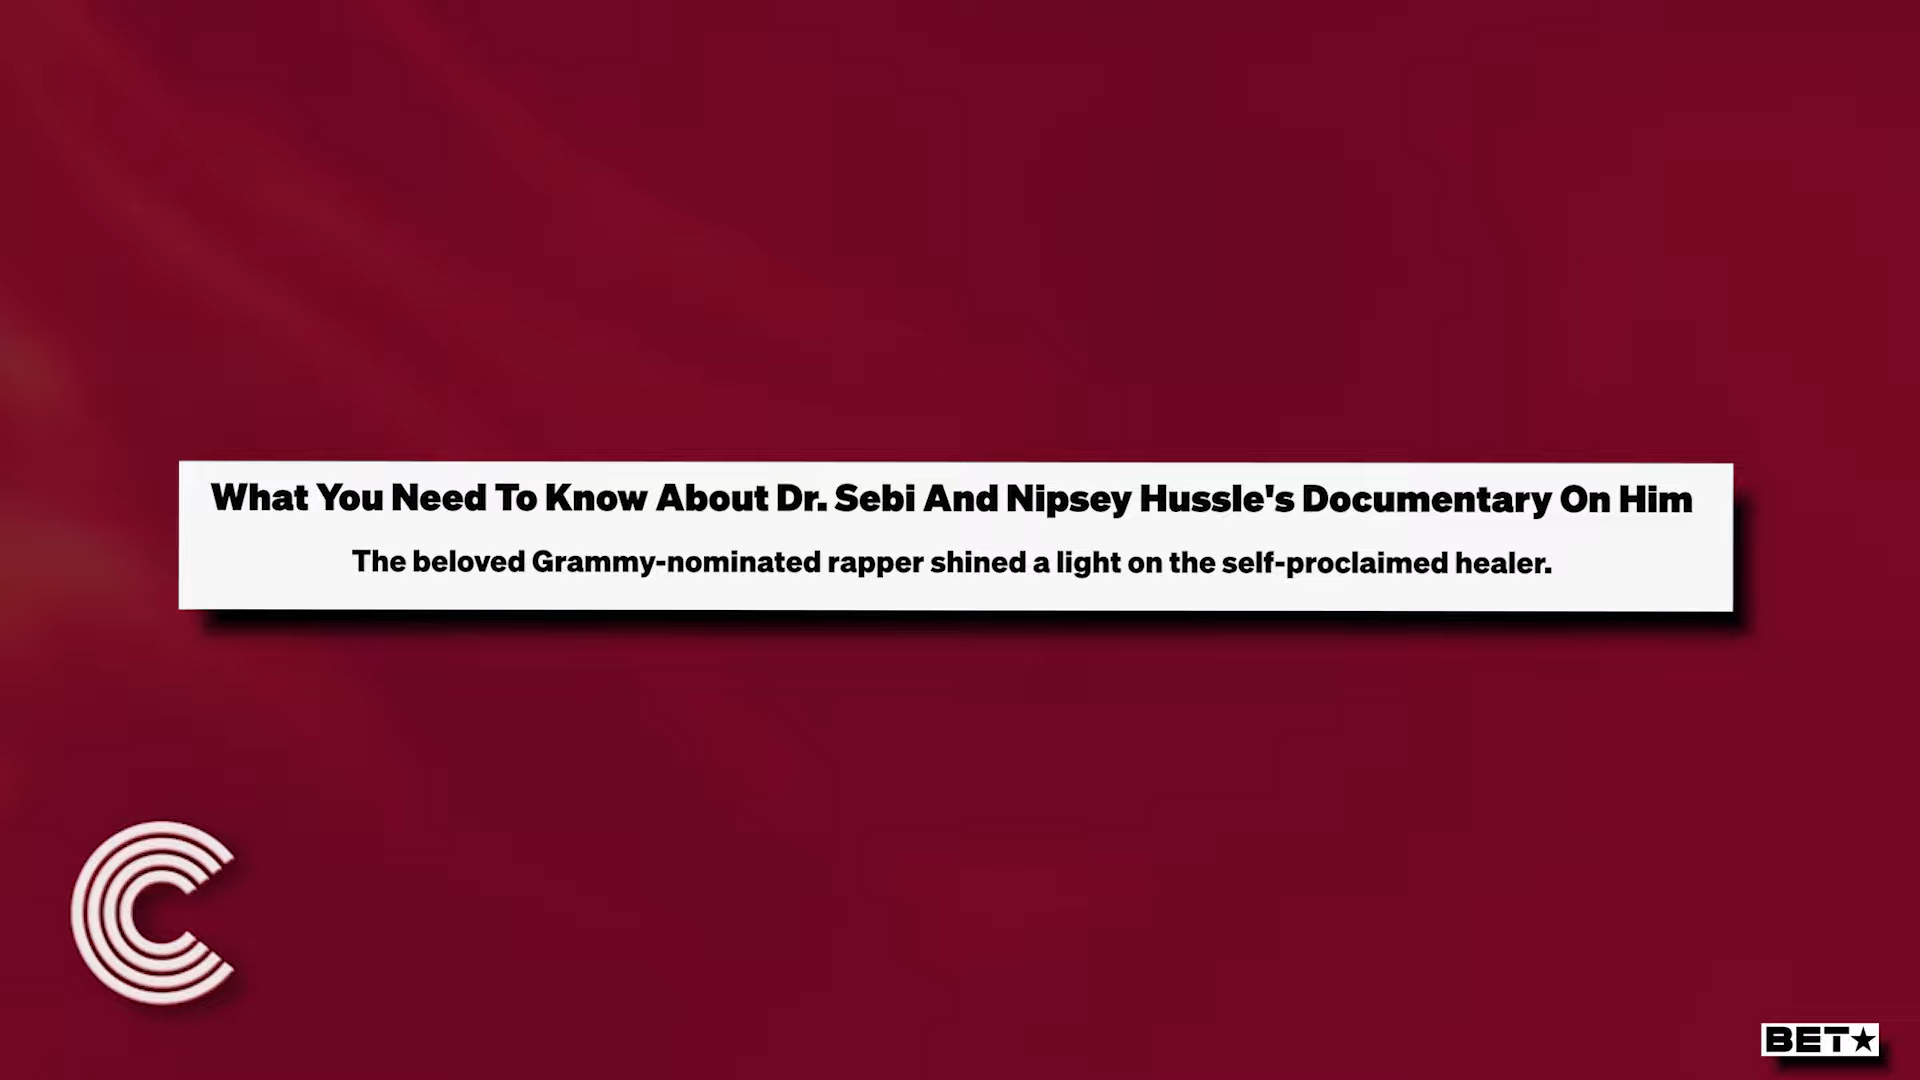 What You Need To Know About Dr. Sebi And Nipsey Hussle's Documentary On Him
The beloved Grammy-nominated rapper shined a light on the self-proclaimed healer.
C
BET★